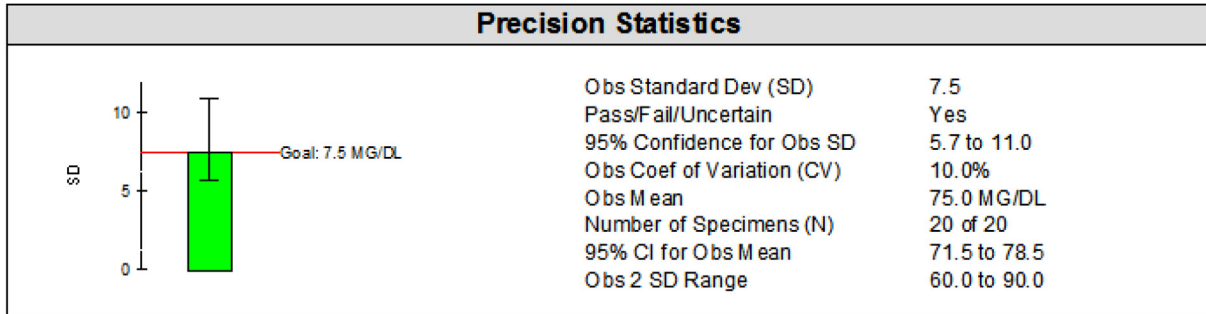 Precision Statistics
10
5
0
SD
Goal: 7.5 MG/DL
Obs Standard Dev (SD) 7.5
Pass/Fail/Uncertain Yes
95% Confidence for Obs SD 5.7 to 11.0
Obs Coef of Variation (CV) 10.0%
Obs Mean 75.0 MG/DL
Number of Specimens (N) 20 of 20
95% CI for Obs Mean 71.5 to 78.5
Obs 2 SD Range 60.0 to 90.0